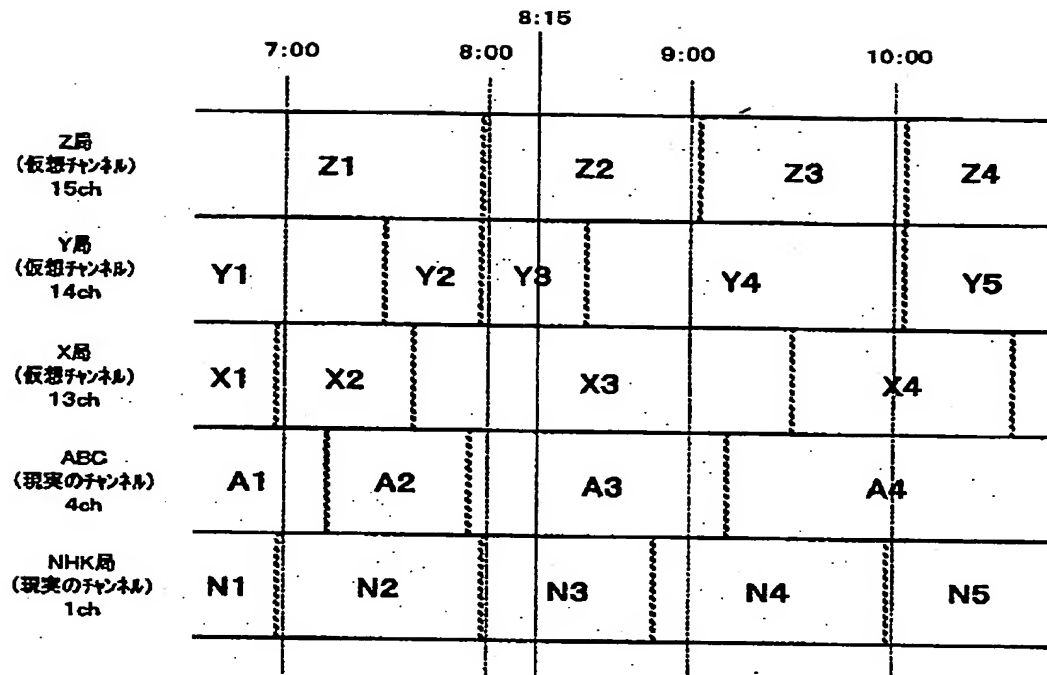 8:15
7:00 8:00 9:00 10:00
Z局
(仮想チャンネル)
15ch
Z1 Z2 Z3 Z4
Y局
(仮想チャンネル)
14ch
Y1 Y2 Y3 Y4 Y5
X局
(仮想チャンネル)
13ch
X1 X2 X3 X4
ABC
(現実のチャンネル)
4ch
A1 A2 A3 A4
NHK局
(現実のチャンネル)
1ch
N1 N2 N3 N4 N5